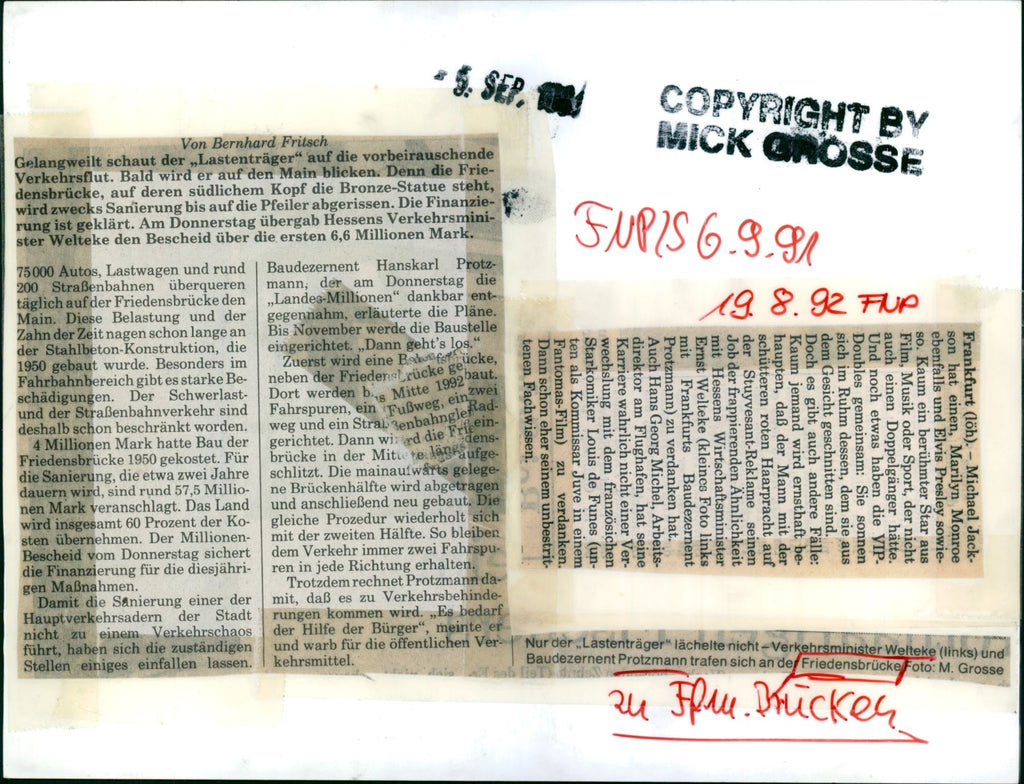 - 5. SEP.
COPYRIGHT BY
MICK GROSSE
FNP/S 6.9.91
19.8.92 FNP
Von Bernhard Fritsch
Gelangweilt schaut der „Lastenträger“ auf die vorbeirauschende
Verkehrsflut. Bald wird er auf den Main blicken. Denn die Frie-
densbrücke, auf deren südlichem Kopf die Bronze-Statue steht,
wird zwecks Sanierung bis auf die Pfeiler abgerissen. Die Finanzie-
rung ist geklärt. Am Donnerstag übergab Hessens Verkehrsmini-
ster Welteke den Bescheid über die ersten 6,6 Millionen Mark.
75 000 Autos, Lastwagen und rund
200 Straßenbahnen überqueren
täglich auf der Friedensbrücke den
Main. Diese Belastung und der
Zahn der Zeit nagen schon lange an
der Stahlbeton-Konstruktion, die
1950 gebaut wurde. Besonders im
Fahrbahnbereich gibt es starke Be-
schädigungen. Der Schwerlast-
und der Straßenbahnverkehr sind
deshalb schon beschränkt worden.
4 Millionen Mark hatte Bau der
Friedensbrücke 1950 gekostet. Für
die Sanierung, die etwa zwei Jahre
dauern wird, sind rund 57,5 Millio-
nen Mark veranschlagt. Das Land
wird insgesamt 60 Prozent der Ko-
sten übernehmen. Der Millionen-
Bescheid vom Donnerstag sichert
die Finanzierung für die diesjähri-
gen Maßnahmen.
Damit die Sanierung einer der
Hauptverkehrsadern der Stadt
nicht zu einem Verkehrschaos
führt, haben sich die zuständigen
Stellen einiges einfallen lassen.
Baudezernent Hanskarl Protz-
mann, der am Donnerstag die
„Landes-Millionen“ dankbar ent-
gegennahm, erläuterte die Pläne.
Bis November werde die Baustelle
eingerichtet. „Dann geht's los.“
Zuerst wird eine
neben der Friedensbrücke gebaut.
Dort werden bis Mitte 1992 zwei
Fahrspuren, ein Fußweg, ein Rad-
weg und ein Straßenbahngleis
gerichtet. Dann wird die Friedens-
brücke in der Mitte längs aufge-
schlitzt. Die mainaufwärts gelege-
ne Brückenhälfte wird abgetragen
und anschließend neu gebaut. Die
gleiche Prozedur wiederholt sich
mit der zweiten Hälfte. So bleiben
dem Verkehr immer zwei Fahrspu-
ren in jede Richtung erhalten.
Trotzdem rechnet Protzmann da-
mit, daß es zu Verkehrsbehinde-
rungen kommen wird. „Es bedarf
der Hilfe der Bürger“, meinte er
und warb für die öffentlichen Ver-
kehrsmittel.
Frankfurt (löh). – Michael Jack-
son hat einen, Marilyn Monroe
ebenfalls und Elvis Presley sowie-
so. Kaum ein berühmter Star aus
Film, Musik oder Sport, der nicht
auch einen Doppelgänger hätte.
Und noch etwas haben die VIP-
Doubles gemeinsam: Sie sonnen
sich im Ruhm dessen, dem sie aus
dem Gesicht geschnitten sind.
Doch es gibt auch andere Fälle:
Kaum jemand wird ernsthaft be-
haupten, daß der Mann mit der
schütteren roten Haarpracht auf
der Stuyvesant-Reklame seinen
Job der frappierenden Ähnlichkeit
mit Hessens Wirtschaftsminister
Ernst Welteke (kleines Foto links
mit Frankfurts Baudezernent
Protzmann) zu verdanken hat.
Auch Hans Georg Michel, Arbeits-
direktor am Flughafen, hat seine
Karriere wahrlich nicht einer Ver-
wechslung mit dem französischen
Starkomiker Louis de Funes (un-
ten als Kommissar Juve in einem
Fantomas-Film) zu verdanken.
Dann schon eher seinem unbestrit-
tenen Fachwissen.
Nur der „Lastenträger“ lächelte nicht – Verkehrsminister Welteke (links) und
Baudezernent Protzmann trafen sich an der Friedensbrücke Foto: M. Grosse
zu Ffm. Brücken